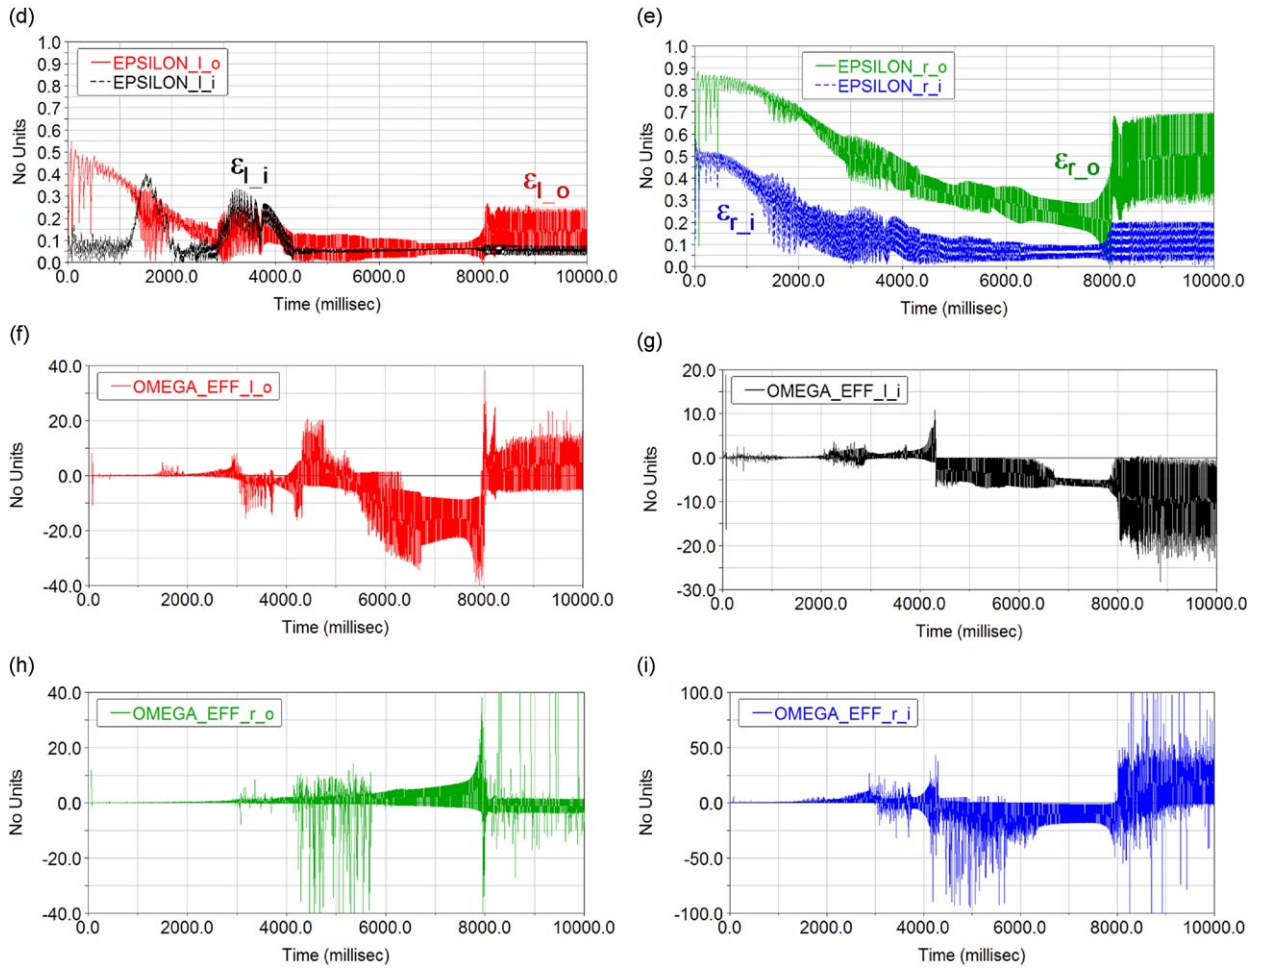 (d)
1.0
0.9
0.8
0.7
0.6
0.5
0.4
0.3
0.2
0.1
0.0
No Units
EPSILON_l_o
EPSILON_l_i
ε l_i
ε l_o
0.0 2000.0 4000.0 6000.0 8000.0 10000.0
Time (millisec)
(e)
1.0
0.9
0.8
0.7
0.6
0.5
0.4
0.3
0.2
0.1
0.0
No Units
EPSILON_r_o
EPSILON_r_i
ε r_o
ε r_i
0.0 2000.0 4000.0 6000.0 8000.0 10000.0
Time (millisec)
(f)
40.0
20.0
0.0
-20.0
-40.0
No Units
OMEGA_EFF_l_o
0.0 2000.0 4000.0 6000.0 8000.0 10000.0
Time (millisec)
(g)
20.0
10.0
0.0
-10.0
-20.0
-30.0
No Units
OMEGA_EFF_l_i
0.0 2000.0 4000.0 6000.0 8000.0 10000.0
Time (millisec)
(h)
40.0
20.0
0.0
-20.0
-40.0
No Units
OMEGA_EFF_r_o
0.0 2000.0 4000.0 6000.0 8000.0 10000.0
Time (millisec)
(i)
100.0
50.0
0.0
-50.0
-100.0
No Units
OMEGA_EFF_r_i
0.0 2000.0 4000.0 6000.0 8000.0 10000.0
Time (millisec)